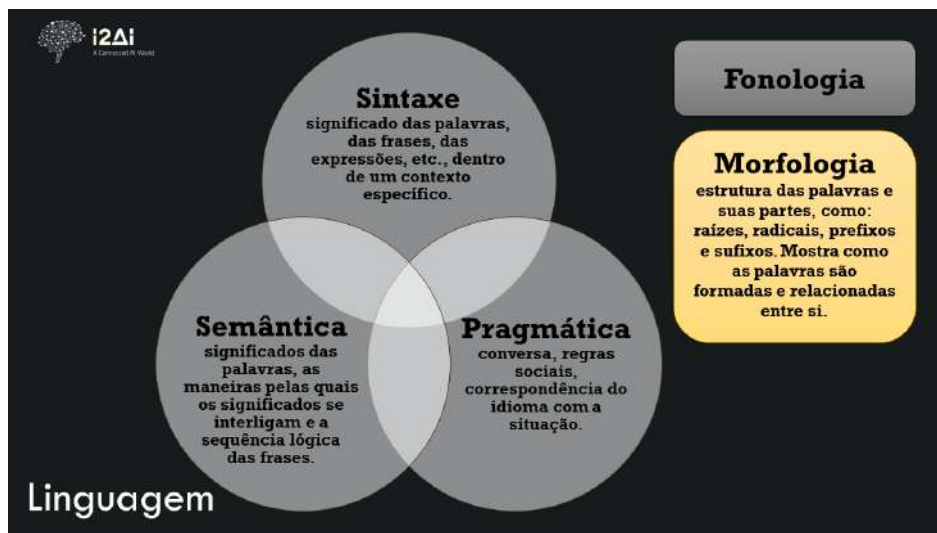 i2Ai
A Connected AI World
Sintaxe
significado das palavras,
das frases, das
expressões, etc., dentro
de um contexto
específico.
Semântica
significados das
palavras, as
maneiras pelas quais
os significados se
interligam e a
sequência lógica
das frases.
Pragmática
conversa, regras
sociais,
correspondência do
idioma com a
situação.
Fonologia
Morfologia
estrutura das palavras e
suas partes, como:
raízes, radicais, prefixos
e sufixos. Mostra como
as palavras são
formadas e relacionadas
entre si.
Linguagem